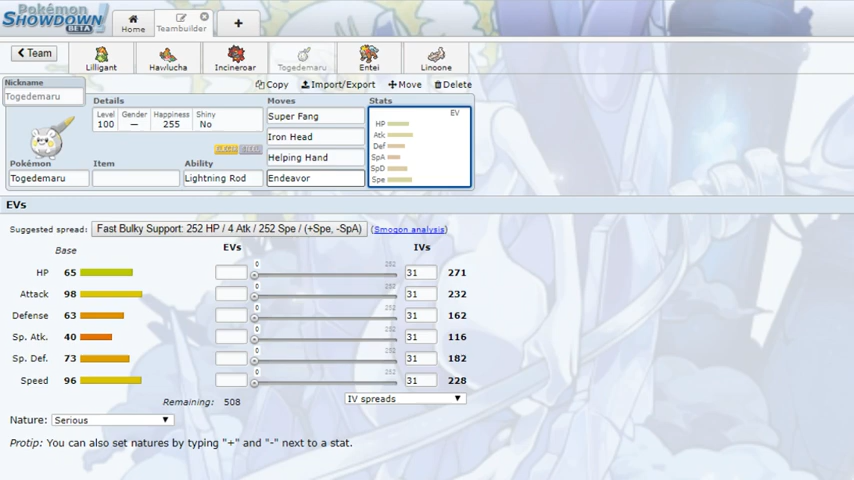 Pokémon
SHOWDOWN
BETA
Home
Teambuilder
+
Team
Lilligant
Hawlucha
Incineroar
Togedemaru
Entei
Linoone
Copy
Import/Export
Move
Delete
Nickname
Togedemaru
Details
Level
Gender
Happiness
Shiny
100
—
255
No
Moves
Super Fang
Iron Head
Helping Hand
Endeavor
Stats
EV
HP
Atk
Def
SpA
SpD
Spe
Pokémon
Togedemaru
Item
Ability
Lightning Rod
EVs
Suggested spread: Fast Bulky Support: 252 HP / 4 Atk / 252 Spe / (+Spe, -SpA) (Smogon analysis)
Base EVs IVs
0 252
HP 65 31 271
0 252
Attack 98 31 232
0 252
Defense 63 31 162
0 252
Sp. Atk. 40 31 116
0 252
Sp. Def. 73 31 182
0 252
Speed 96 31 228
Remaining: 508 IV spreads
Nature: Serious
Protip: You can also set natures by typing "+" and "-" next to a stat.